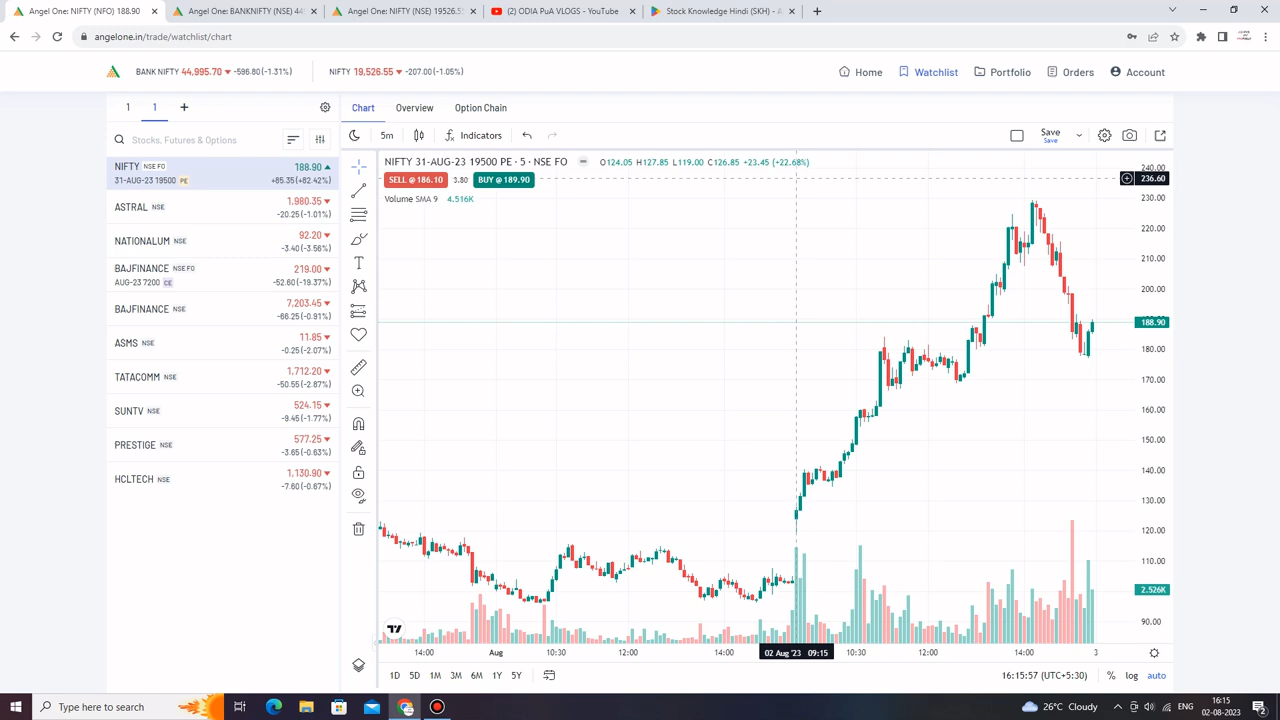 Angel One: NIFTY (NFO) 188.90
Angel One: BANKNIFTY (NSE) 44
Angel One: NIFTY (NSE) 19526.5
(2) ODIA PuA VLOGS - YouTube
Stock Knowledge Hindi (SKH) - A
angelone.in/trade/watchlist/chart
BANK NIFTY 44,995.70 -596.80 (-1.31%)
NIFTY 19,526.55 -207.00 (-1.05%)
Home
Watchlist
Portfolio
Orders
Account
1 1 +
Stocks, Futures & Options
NIFTY NSE FO 188.90
31-AUG-23 19500 PE +85.35 (+82.42%)
ASTRAL NSE 1,980.35
-20.25 (-1.01%)
NATIONALUM NSE 92.20
-3.40 (-3.56%)
BAJFINANCE NSE FO 219.00
AUG-23 7200 CE -52.60 (-19.37%)
BAJFINANCE NSE 7,203.45
-66.25 (-0.91%)
ASMS NSE 11.85
-0.25 (-2.07%)
TATACOMM NSE 1,712.20
-50.55 (-2.87%)
SUNTV NSE 524.15
-9.45 (-1.77%)
PRESTIGE NSE 577.25
-3.65 (-0.63%)
HCLTECH NSE 1,130.90
-7.60 (-0.67%)
Chart Overview Option Chain
5m Indicators Save
Save
NIFTY 31-AUG-23 19500 PE · 5 · NSE FO O124.05 H127.85 L119.00 C126.85 +23.45 (+22.68%)
SELL @ 186.10 3.80 BUY @ 189.90
Volume SMA 9 4.516K
240.00
236.60
230.00
220.00
210.00
200.00
188.90
180.00
170.00
160.00
150.00
140.00
130.00
120.00
110.00
2.526K
90.00
14:00 Aug 10:30 12:00 14:00 02 Aug '23 09:15 10:30 12:00 14:00 3
1D 5D 1M 3M 6M 1Y 5Y 16:15:57 (UTC+5:30) % log auto
Type here to search
26°C Cloudy
ENG
16:15
02-08-2023
2